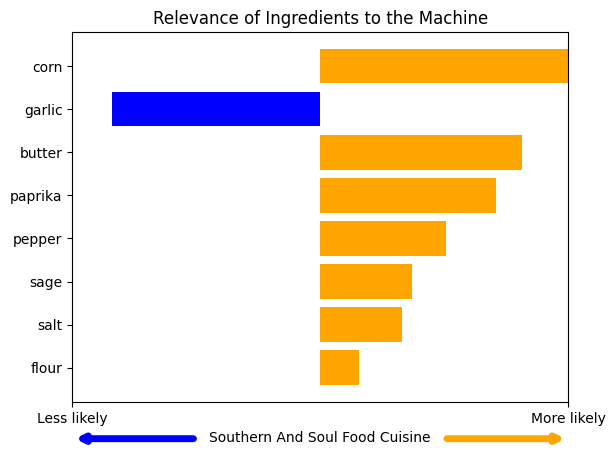 Relevance of Ingredients to the Machine
corn
garlic
butter
paprika
pepper
sage
salt
flour
Less likely
More likely
Southern And Soul Food Cuisine